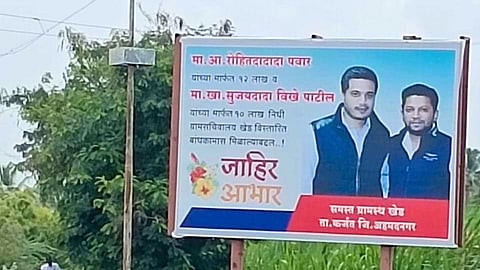 मा. आ. रोहितदादादा पवार
यांच्या मार्फत १२ लाख व
मा. खा. सुजयदादा विखे पाटील
यांच्या मार्फत १० लाख निधी
ग्रामसचिवालय खेड विस्तारित
बांधकामास मिळाल्याबद्दल..!
जाहिर
आभार
समस्त ग्रामस्थ खेड
ता. कर्जत जि. अहमदनगर